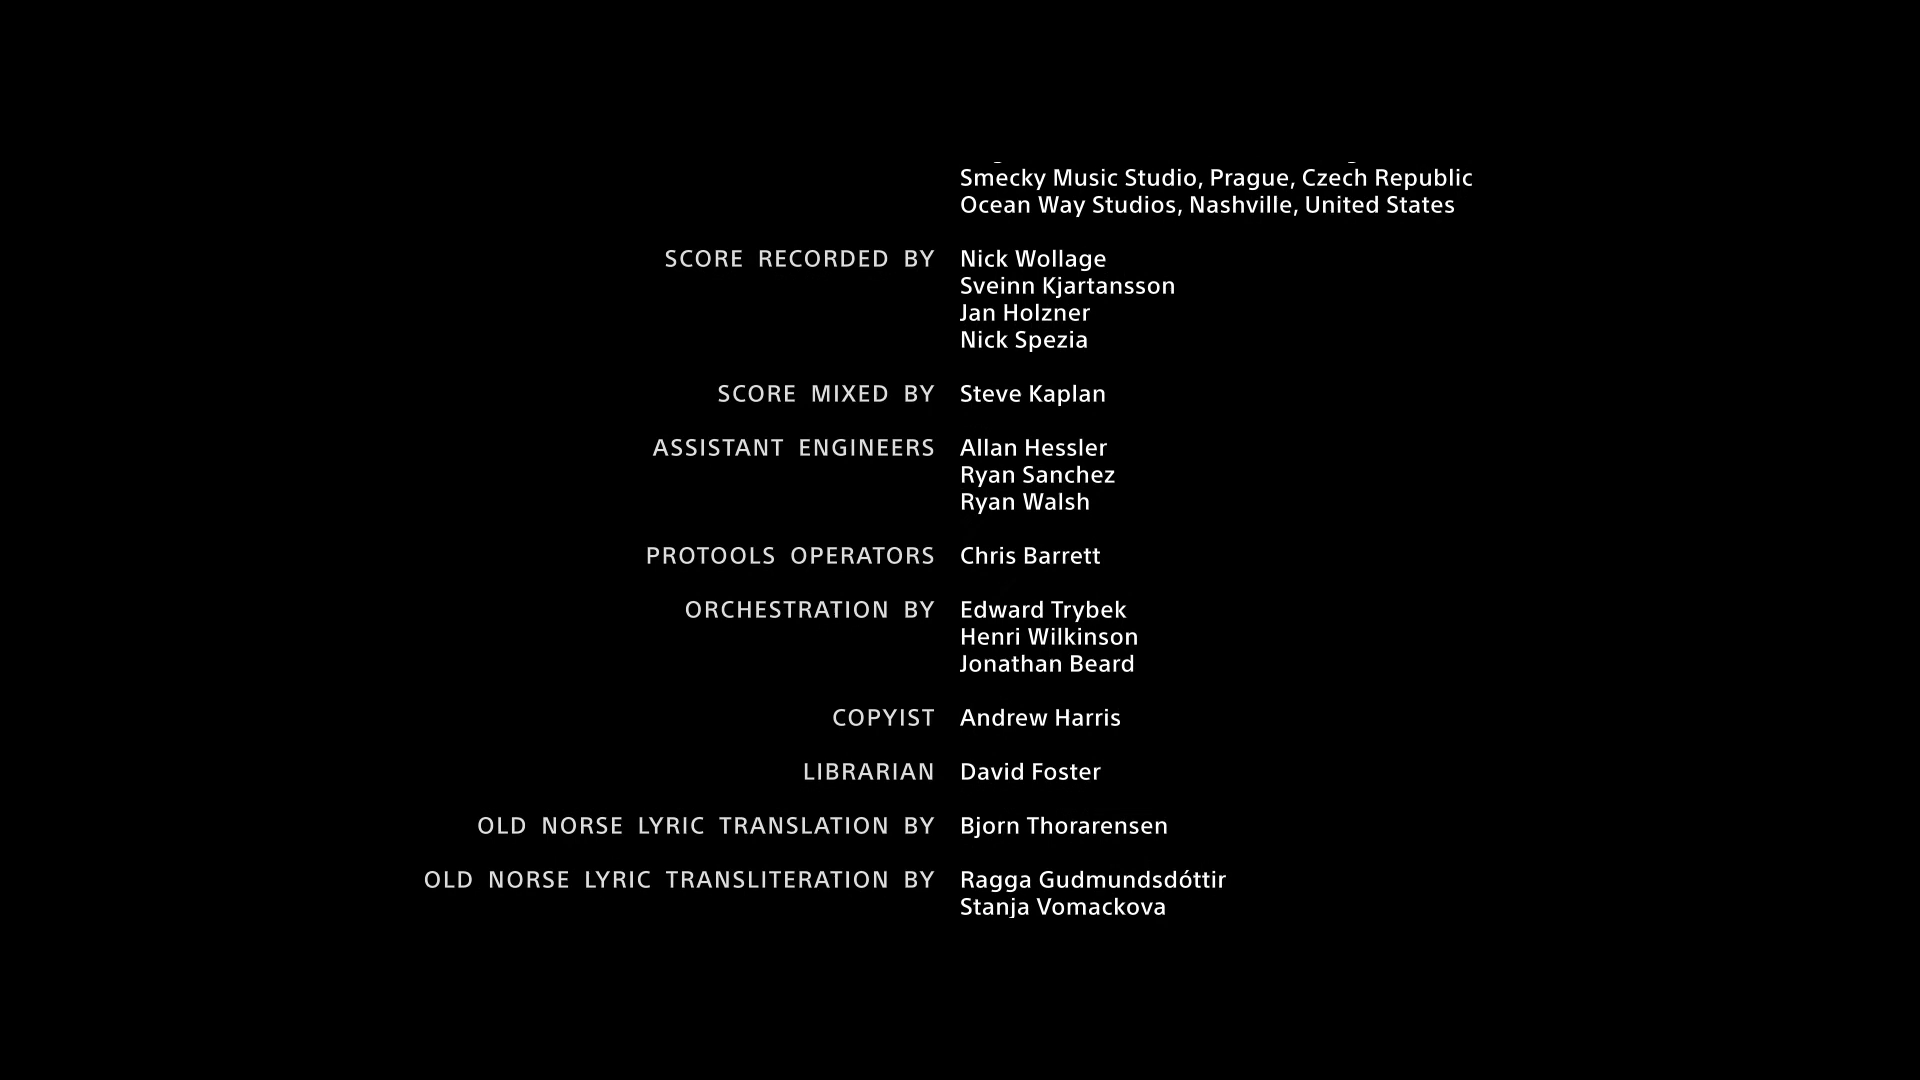 Smecky Music Studio, Prague, Czech Republic
Ocean Way Studios, Nashville, United States
SCORE RECORDED BY Nick Wollage
Sveinn Kjartansson
Jan Holzner
Nick Spezia
SCORE MIXED BY Steve Kaplan
ASSISTANT ENGINEERS Allan Hessler
Ryan Sanchez
Ryan Walsh
PROTOOLS OPERATORS Chris Barrett
ORCHESTRATION BY Edward Trybek
Henri Wilkinson
Jonathan Beard
COPYIST Andrew Harris
LIBRARIAN David Foster
OLD NORSE LYRIC TRANSLATION BY Bjorn Thorarensen
OLD NORSE LYRIC TRANSLITERATION BY Ragga Gudmundsdóttir
Stanja Vomackova